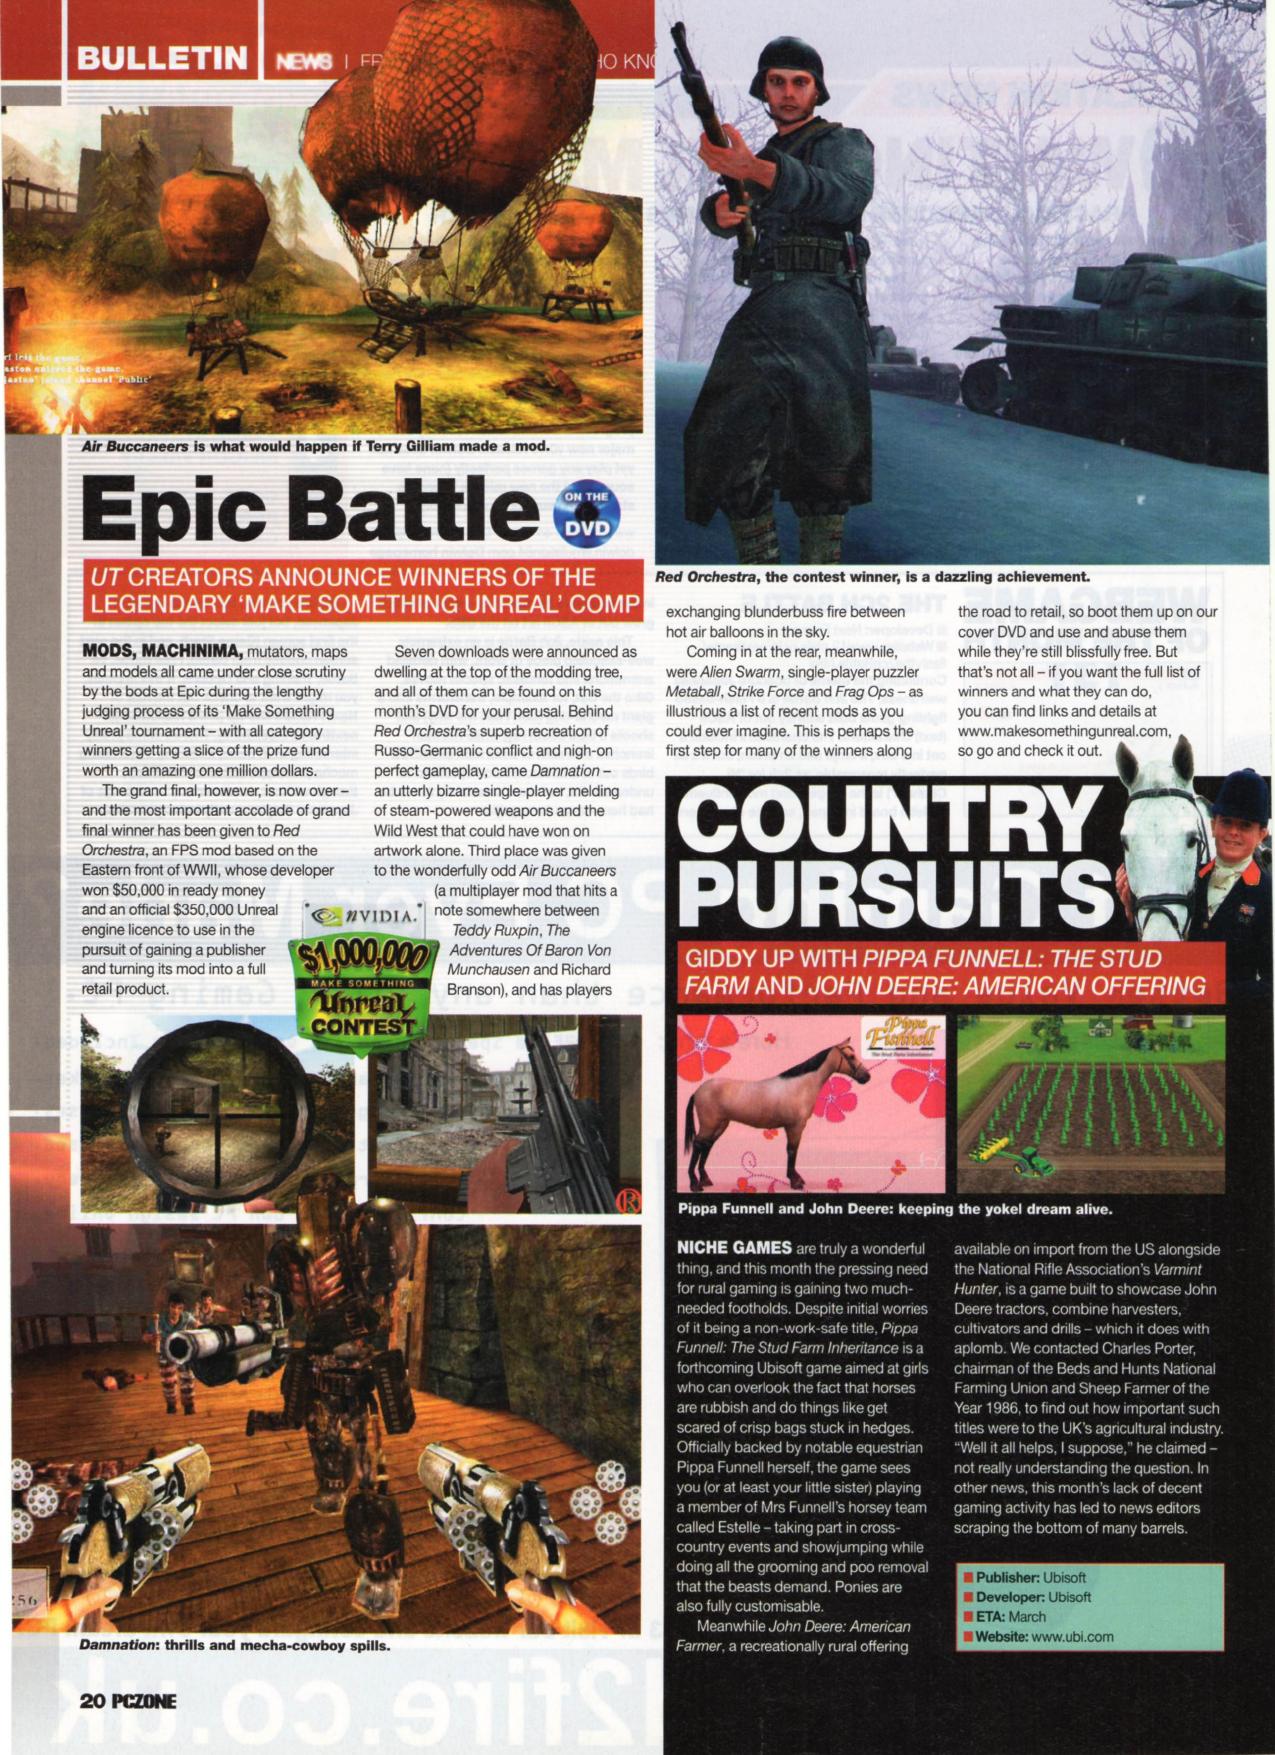 BULLETIN
NEWS
HO KNO
left the game.
entered the game.
channel 'Public'
Air Buccaneers is what would happen if Terry Gilliam made a mod.
Epic Battle
ON THE
DVD
UT CREATORS ANNOUNCE WINNERS OF THE
LEGENDARY ‘MAKE SOMETHING UNREAL’ COMP
MODS, MACHINIMA, mutators, maps
and models all came under close scrutiny
by the bods at Epic during the lengthy
judging process of its ‘Make Something
Unreal’ tournament – with all category
winners getting a slice of the prize fund
worth an amazing one million dollars.
The grand final, however, is now over –
and the most important accolade of grand
final winner has been given to Red
Orchestra, an FPS mod based on the
Eastern front of WWII, whose developer
won $50,000 in ready money
and an official $350,000 Unreal
engine licence to use in the
pursuit of gaining a publisher
and turning its mod into a full
retail product.
Seven downloads were announced as
dwelling at the top of the modding tree,
and all of them can be found on this
month's DVD for your perusal. Behind
Red Orchestra's superb recreation of
Russo-Germanic conflict and nigh-on
perfect gameplay, came Damnation –
an utterly bizarre single-player melding
of steam-powered weapons and the
Wild West that could have won on
artwork alone. Third place was given
to the wonderfully odd Air Buccaneers
(a multiplayer mod that hits a
note somewhere between
Teddy Ruxpin, The
Adventures Of Baron Von
Munchausen and Richard
Branson), and has players
nVIDIA.
$1,000,000
MAKE SOMETHING
Unreal
CONTEST
Red Orchestra, the contest winner, is a dazzling achievement.
exchanging blunderbuss fire between
hot air balloons in the sky.
Coming in at the rear, meanwhile,
were Alien Swarm, single-player puzzler
Metaball, Strike Force and Frag Ops – as
illustrious a list of recent mods as you
could ever imagine. This is perhaps the
first step for many of the winners along
the road to retail, so boot them up on our
cover DVD and use and abuse them
while they're still blissfully free. But
that's not all – if you want the full list of
winners and what they can do,
you can find links and details at
www.makesomethingunreal.com,
so go and check it out.
R
256
Damnation: thrills and mecha-cowboy spills.
COUNTRY
PURSUITS
GIDDY UP WITH PIPPA FUNNELL: THE STUD
FARM AND JOHN DEERE: AMERICAN OFFERING
Pippa
Funnell
The Stud Farm Inheritance
Pippa Funnell and John Deere: keeping the yokel dream alive.
NICHE GAMES are truly a wonderful
thing, and this month the pressing need
for rural gaming is gaining two much-
needed footholds. Despite initial worries
of it being a non-work-safe title, Pippa
Funnell: The Stud Farm Inheritance is a
forthcoming Ubisoft game aimed at girls
who can overlook the fact that horses
are rubbish and do things like get
scared of crisp bags stuck in hedges.
Officially backed by notable equestrian
Pippa Funnell herself, the game sees
you (or at least your little sister) playing
a member of Mrs Funnell's horsey team
called Estelle – taking part in cross-
country events and showjumping while
doing all the grooming and poo removal
that the beasts demand. Ponies are
also fully customisable.
Meanwhile John Deere: American
Farmer, a recreationally rural offering
available on import from the US alongside
the National Rifle Association's Varmint
Hunter, is a game built to showcase John
Deere tractors, combine harvesters,
cultivators and drills – which it does with
aplomb. We contacted Charles Porter,
chairman of the Beds and Hunts National
Farming Union and Sheep Farmer of the
Year 1986, to find out how important such
titles were to the UK's agricultural industry.
“Well it all helps, I suppose,” he claimed –
not really understanding the question. In
other news, this month's lack of decent
gaming activity has led to news editors
scraping the bottom of many barrels.
Publisher: Ubisoft
Developer: Ubisoft
ETA: March
Website: www.ubi.com
20 PCZONE